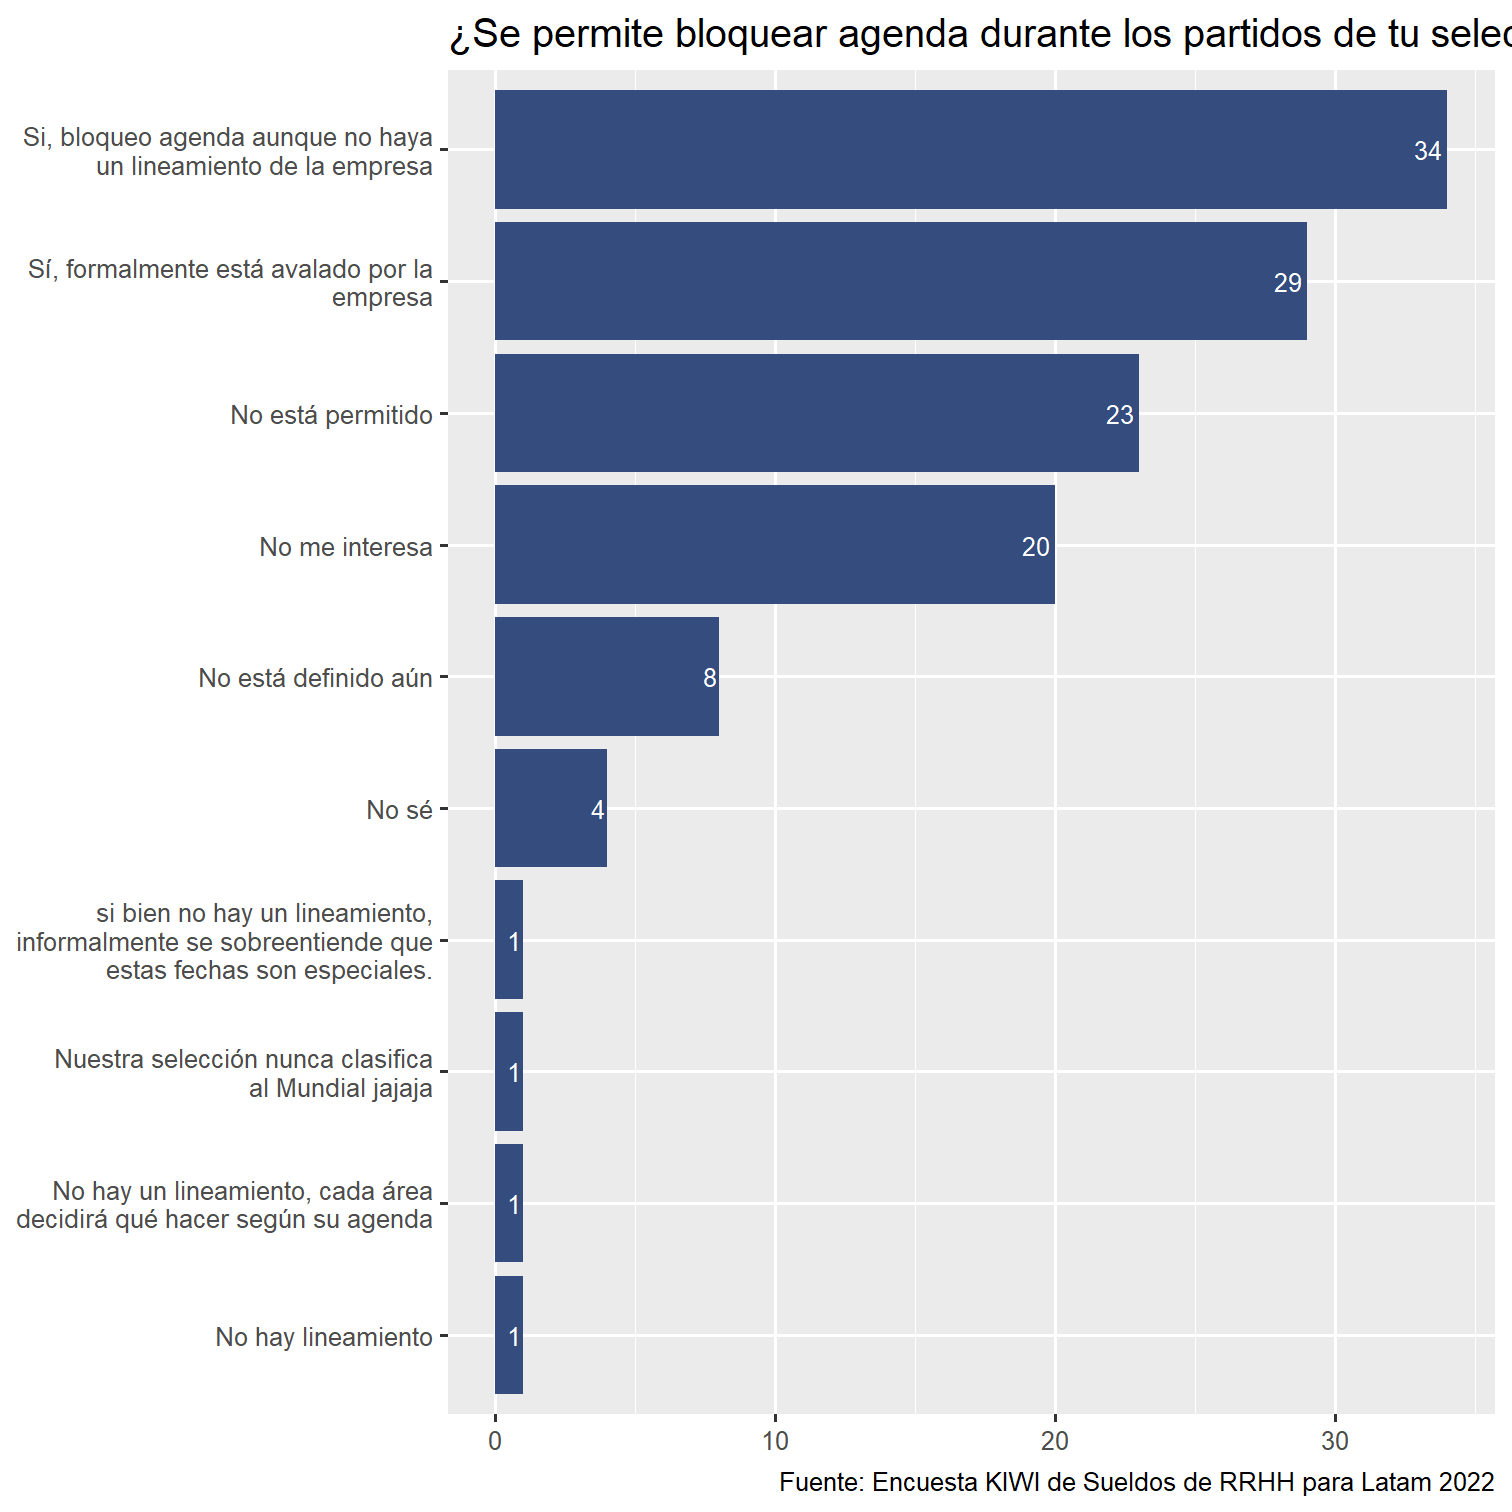 ¿Se permite bloquear agenda durante los partidos de tu selec
Si, bloqueo agenda aunque no haya
un lineamiento de la empresa
34
Sí, formalmente está avalado por la
empresa
29
No está permitido
23
No me interesa
20
No está definido aún
8
No sé
4
si bien no hay un lineamiento,
informalmente se sobreentiende que
estas fechas son especiales.
1
Nuestra selección nunca clasifica
al Mundial jajaja
1
No hay un lineamiento, cada área
decidirá qué hacer según su agenda
1
No hay lineamiento
1
0 10 20 30
Fuente: Encuesta KIWI de Sueldos de RRHH para Latam 2022